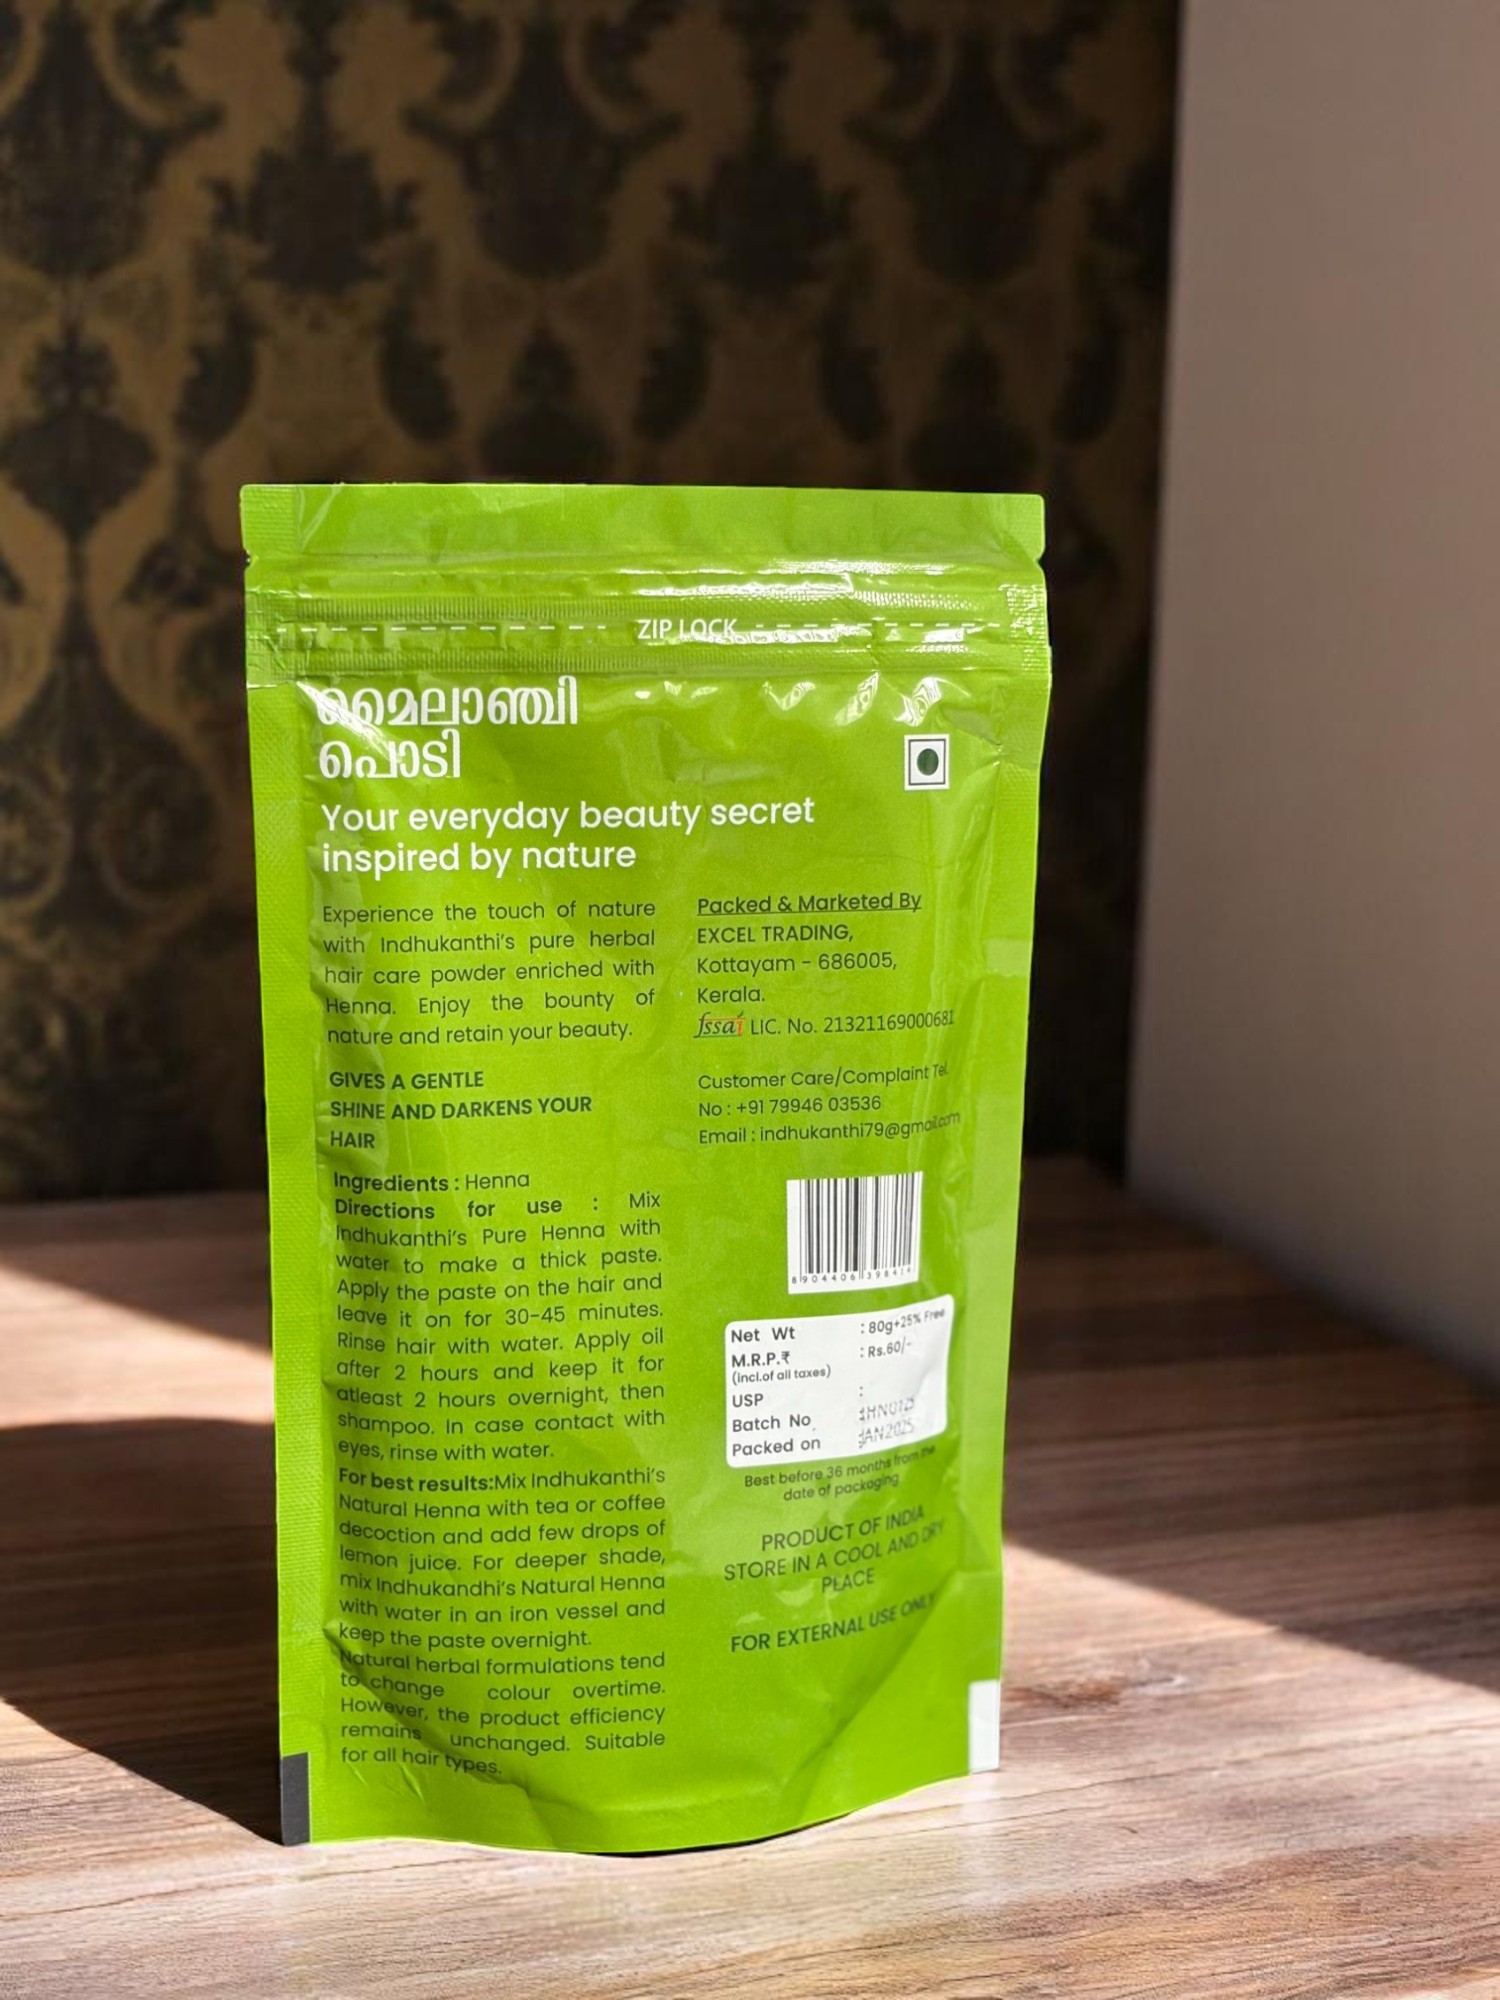 ZIP LOCK
മൈലാഞ്ചി
പൊടി
Your everyday beauty secret
inspired by nature
Experience the touch of nature
with Indhukanthi's pure herbal
hair care powder enriched with
Henna. Enjoy the bounty of
nature and retain your beauty.
GIVES A GENTLE
SHINE AND DARKENS YOUR
HAIR
Ingredients : Henna
Directions for use : Mix
Indhukanthi's Pure Henna with
water to make a thick paste.
Apply the paste on the hair and
leave it on for 30-45 minutes.
Rinse hair with water. Apply oil
after 2 hours and keep it for
atleast 2 hours overnight, then
shampoo. In case contact with
eyes, rinse with water.
For best results:Mix Indhukanthi's
Natural Henna with tea or coffee
decoction and add few drops of
lemon juice. For deeper shade,
mix Indhukandhi's Natural Henna
with water in an iron vessel and
keep the paste overnight.
Natural herbal formulations tend
to change colour overtime.
However, the product efficiency
remains unchanged. Suitable
for all hair types.
Packed & Marketed By
EXCEL TRADING,
Kottayam - 686005,
Kerala.
fssai LIC. No. 21321169000681
Customer Care/Complaint Tel.
No : +91 79946 03536
Email : indhukanthi79@gmail.com
8904406398414
Net Wt : 80g+25% Free
M.R.P.₹ : Rs.60/-
(incl.of all taxes)
USP :
Batch No
Packed on : JAN2025
Best before 36 months from the
date of packaging
PRODUCT OF INDIA
STORE IN A COOL AND DRY
PLACE
FOR EXTERNAL USE ONLY